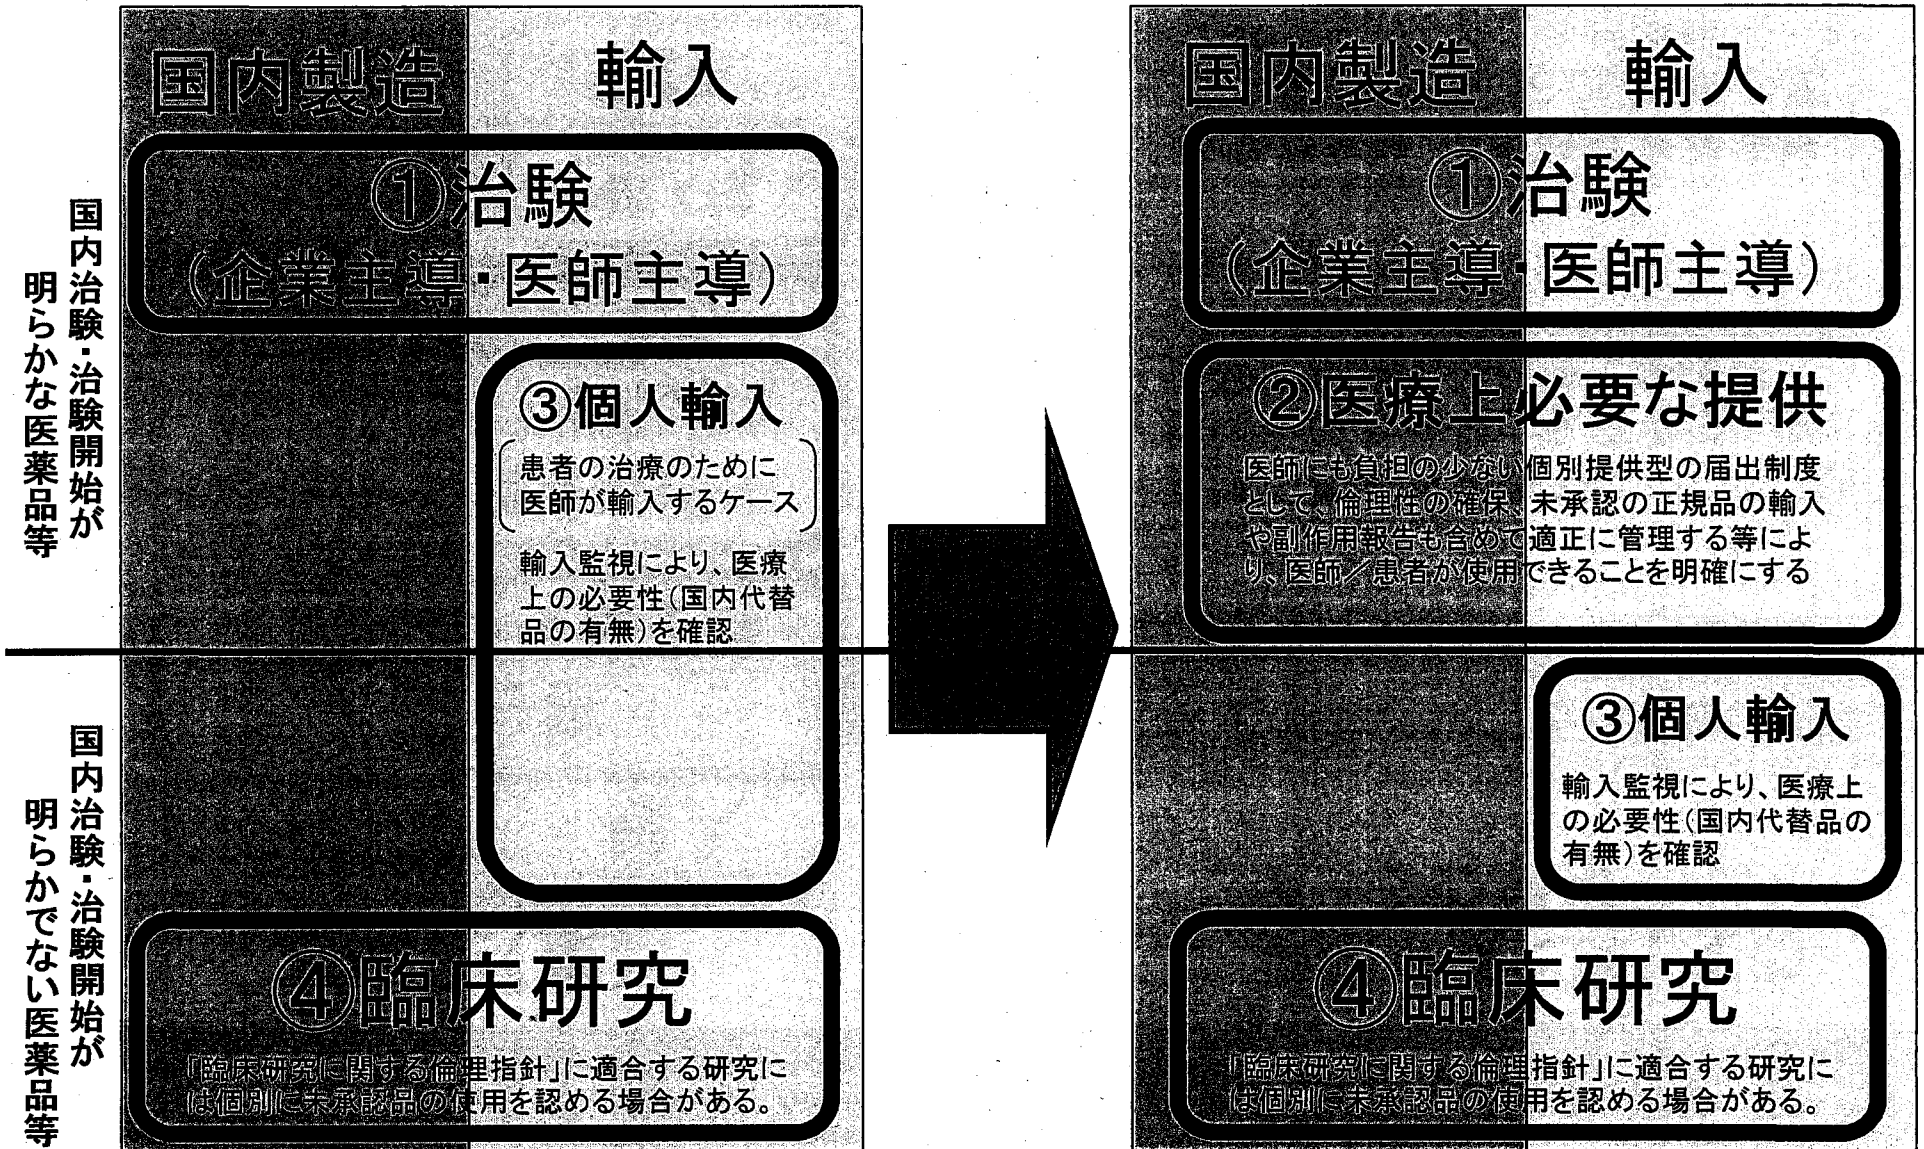 国内治験・治験開始が
明らかな医薬品等
国内治験・治験開始が
明らかでない医薬品等
国内製造
輸入
①治験
（企業主導・医師主導）
③個人輸入
患者の治療のために
医師が輸入するケース
輸入監視により、医療
上の必要性（国内代替
品の有無）を確認
④臨床研究
「臨床研究に関する倫理指針」に適合する研究に
は個別に未承認品の使用を認める場合がある。
国内製造
輸入
①治験
（企業主導・医師主導）
②医療上必要な提供
医師にも負担の少ない個別提供型の届出制度
として、倫理性の確保、未承認の正規品の輸入
や副作用報告も含めて適正に管理する等によ
り、医師／患者が使用できることを明確にする
③個人輸入
輸入監視により、医療上
の必要性（国内代替品の
有無）を確認
④臨床研究
「臨床研究に関する倫理指針」に適合する研究に
は個別に未承認品の使用を認める場合がある。